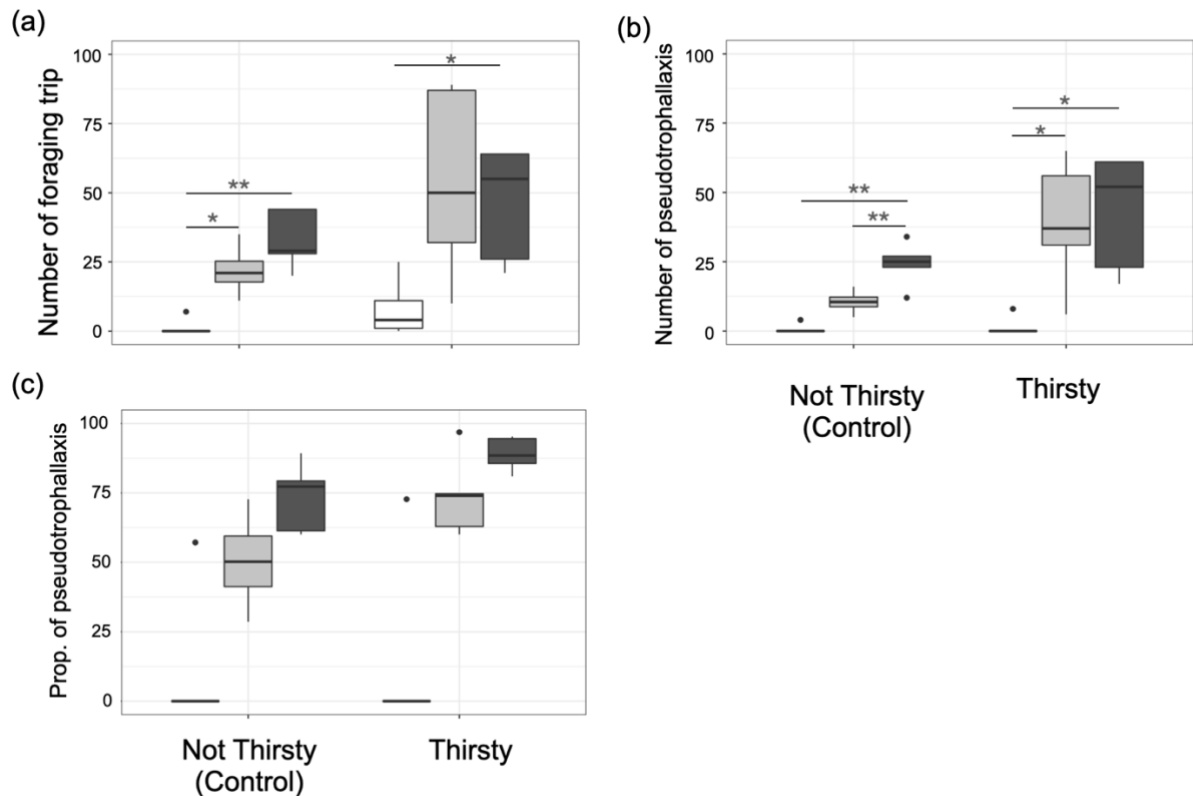 (a)
Number of foraging trip
100
75
50
25
0
*
**
*
(b)
Number of pseudotrophallaxis
100
75
50
25
0
**
**
*
*
Not Thirsty
(Control)
Thirsty
(c)
Prop. of pseudotrophallaxis
100
75
50
25
0
Not Thirsty
(Control)
Thirsty